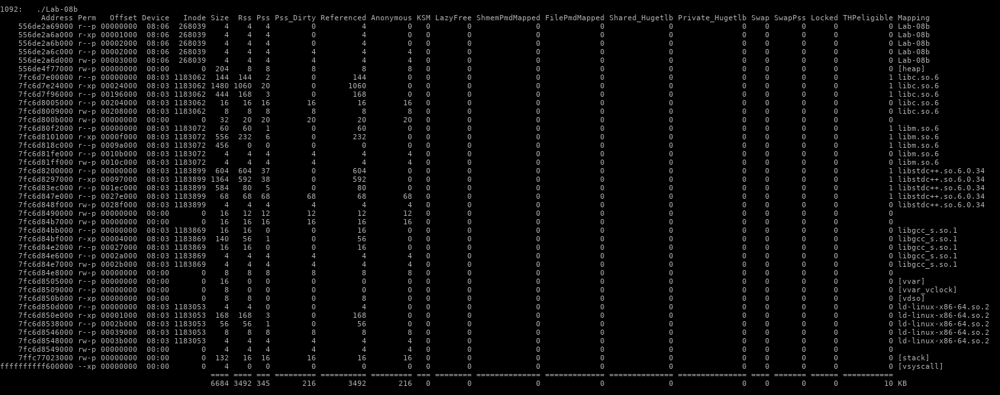 1092:   ./Lab-08b
         Address Perm   Offset Device   Inode Size  Rss Pss Pss_Dirty Referenced Anonymous KSM LazyFree ShmemPmdMapped FilePmdMapped Shared_Hugetlb Private_Hugetlb Swap SwapPss Locked THPeligible Mapping
    556de2a69000 r--p 00000000  08:06  268039    4    4   4         0          4         0   0        0              0             0              0               0    0       0      0           0 Lab-08b
    556de2a6a000 r-xp 00001000  08:06  268039    4    4   4         0          4         0   0        0              0             0              0               0    0       0      0           0 Lab-08b
    556de2a6b000 r--p 00002000  08:06  268039    4    4   4         0          4         0   0        0              0             0              0               0    0       0      0           0 Lab-08b
    556de2a6c000 r--p 00002000  08:06  268039    4    4   4         4          4         4   0        0              0             0              0               0    0       0      0           0 Lab-08b
    556de2a6d000 rw-p 00003000  08:06  268039    4    4   4         4          4         4   0        0              0             0              0               0    0       0      0           0 Lab-08b
    556de4f77000 rw-p 00000000  00:00       0  204    8   8         8          8         8   0        0              0             0              0               0    0       0      0           0 [heap]
    7fc6d7e00000 r--p 00000000  08:03 1183062  144  144   2         0        144         0   0        0              0             0              0               0    0       0      0           1 libc.so.6
    7fc6d7e24000 r-xp 00024000  08:03 1183062 1480 1060  20         0       1060         0   0        0              0             0              0               0    0       0      0           1 libc.so.6
    7fc6d7f96000 r--p 00196000  08:03 1183062  444  168   3         0        168         0   0        0              0             0              0               0    0       0      0           1 libc.so.6
    7fc6d8005000 r--p 00204000  08:03 1183062   16   16  16        16         16        16   0        0              0             0              0               0    0       0      0           0 libc.so.6
    7fc6d8009000 rw-p 00208000  08:03 1183062    8    8   8         8          8         8   0        0              0             0              0               0    0       0      0           0 libc.so.6
    7fc6d800b000 rw-p 00000000  00:00       0   32   20  20        20         20        20   0        0              0             0              0               0    0       0      0           0
    7fc6d80f2000 r--p 00000000  08:03 1183072   60   60   1         0         60         0   0        0              0             0              0               0    0       0      0           1 libm.so.6
    7fc6d8101000 r-xp 0000f000  08:03 1183072  556  232   6         0        232         0   0        0              0             0              0               0    0       0      0           1 libm.so.6
    7fc6d818c000 r--p 0009a000  08:03 1183072  456    0   0         0          0         0   0        0              0             0              0               0    0       0      0           1 libm.so.6
    7fc6d81fe000 r--p 0010b000  08:03 1183072    4    4   4         4          4         4   0        0              0             0              0               0    0       0      0           0 libm.so.6
    7fc6d81ff000 rw-p 0010c000  08:03 1183072    4    4   4         4          4         4   0        0              0             0              0               0    0       0      0           0 libm.so.6
    7fc6d8200000 r--p 00000000  08:03 1183899  604  604  37         0        604         0   0        0              0             0              0               0    0       0      0           1 libstdc++.so.6.0.34
    7fc6d8297000 r-xp 00097000  08:03 1183899 1364  592  38         0        592         0   0        0              0             0              0               0    0       0      0           1 libstdc++.so.6.0.34
    7fc6d83ec000 r--p 001ec000  08:03 1183899  584   80   5         0         80         0   0        0              0             0              0               0    0       0      0           1 libstdc++.so.6.0.34
    7fc6d847e000 r--p 0027e000  08:03 1183899   68   68  68        68         68        68   0        0              0             0              0               0    0       0      0           1 libstdc++.so.6.0.34
    7fc6d848f000 rw-p 0028f000  08:03 1183899    4    4   4         4          4         4   0        0              0             0              0               0    0       0      0           0 libstdc++.so.6.0.34
    7fc6d8490000 rw-p 00000000  00:00       0   16   12  12        12         12        12   0        0              0             0              0               0    0       0      0           0
    7fc6d84b7000 rw-p 00000000  00:00       0   16   16  16        16         16        16   0        0              0             0              0               0    0       0      0           0
    7fc6d84bb000 r--p 00000000  08:03 1183869   16   16   0         0         16         0   0        0              0             0              0               0    0       0      0           0 libgcc_s.so.1
    7fc6d84bf000 r-xp 00004000  08:03 1183869  140   56   1         0         56         0   0        0              0             0              0               0    0       0      0           0 libgcc_s.so.1
    7fc6d84e2000 r--p 00027000  08:03 1183869   16   16   0         0         16         0   0        0              0             0              0               0    0       0      0           0 libgcc_s.so.1
    7fc6d84e6000 r--p 0002a000  08:03 1183869    4    4   4         4          4         4   0        0              0             0              0               0    0       0      0           0 libgcc_s.so.1
    7fc6d84e7000 rw-p 0002b000  08:03 1183869    4    4   4         4          4         4   0        0              0             0              0               0    0       0      0           0 libgcc_s.so.1
    7fc6d84e8000 rw-p 00000000  00:00       0    8    8   8         8          8         8   0        0              0             0              0               0    0       0      0           0
    7fc6d8505000 r--p 00000000  00:00       0   16    0   0         0          0         0   0        0              0             0              0               0    0       0      0           0 [vvar]
    7fc6d8509000 r--p 00000000  00:00       0    8    0   0         0          0         0   0        0              0             0              0               0    0       0      0           0 [vvar_vclock]
    7fc6d850b000 r-xp 00000000  00:00       0    8    8   0         0          8         0   0        0              0             0              0               0    0       0      0           0 [vdso]
    7fc6d850d000 r--p 00000000  08:03 1183053    4    4   0         0          4         0   0        0              0             0              0               0    0       0      0           0 ld-linux-x86-64.so.2
    7fc6d850e000 r-xp 00001000  08:03 1183053  168  168   3         0        168         0   0        0              0             0              0               0    0       0      0           0 ld-linux-x86-64.so.2
    7fc6d8538000 r--p 0002b000  08:03 1183053   56   56   1         0         56         0   0        0              0             0              0               0    0       0      0           0 ld-linux-x86-64.so.2
    7fc6d8546000 r--p 00039000  08:03 1183053    8    8   8         8          8         8   0        0              0             0              0               0    0       0      0           0 ld-linux-x86-64.so.2
    7fc6d8548000 rw-p 0003b000  08:03 1183053    4    4   4         4          4         4   0        0              0             0              0               0    0       0      0           0 ld-linux-x86-64.so.2
    7fc6d8549000 rw-p 00000000  00:00       0    4    4   4         4          4         4   0        0              0             0              0               0    0       0      0           0
    7ffc77023000 rw-p 00000000  00:00       0  132   16  16        16         16        16   0        0              0             0              0               0    0       0      0           0 [stack]
ffffffffff600000 --xp 00000000  00:00       0    4    0   0         0          0         0   0        0              0             0              0               0    0       0      0           0 [vsyscall]
                                              ==== ==== === ========= ========== ========= === ======== ============== ============= ============== =============== ==== ======= ====== ===========
                                              6684 3492 345       216       3492       216   0        0              0             0              0               0    0       0      0          10 KB